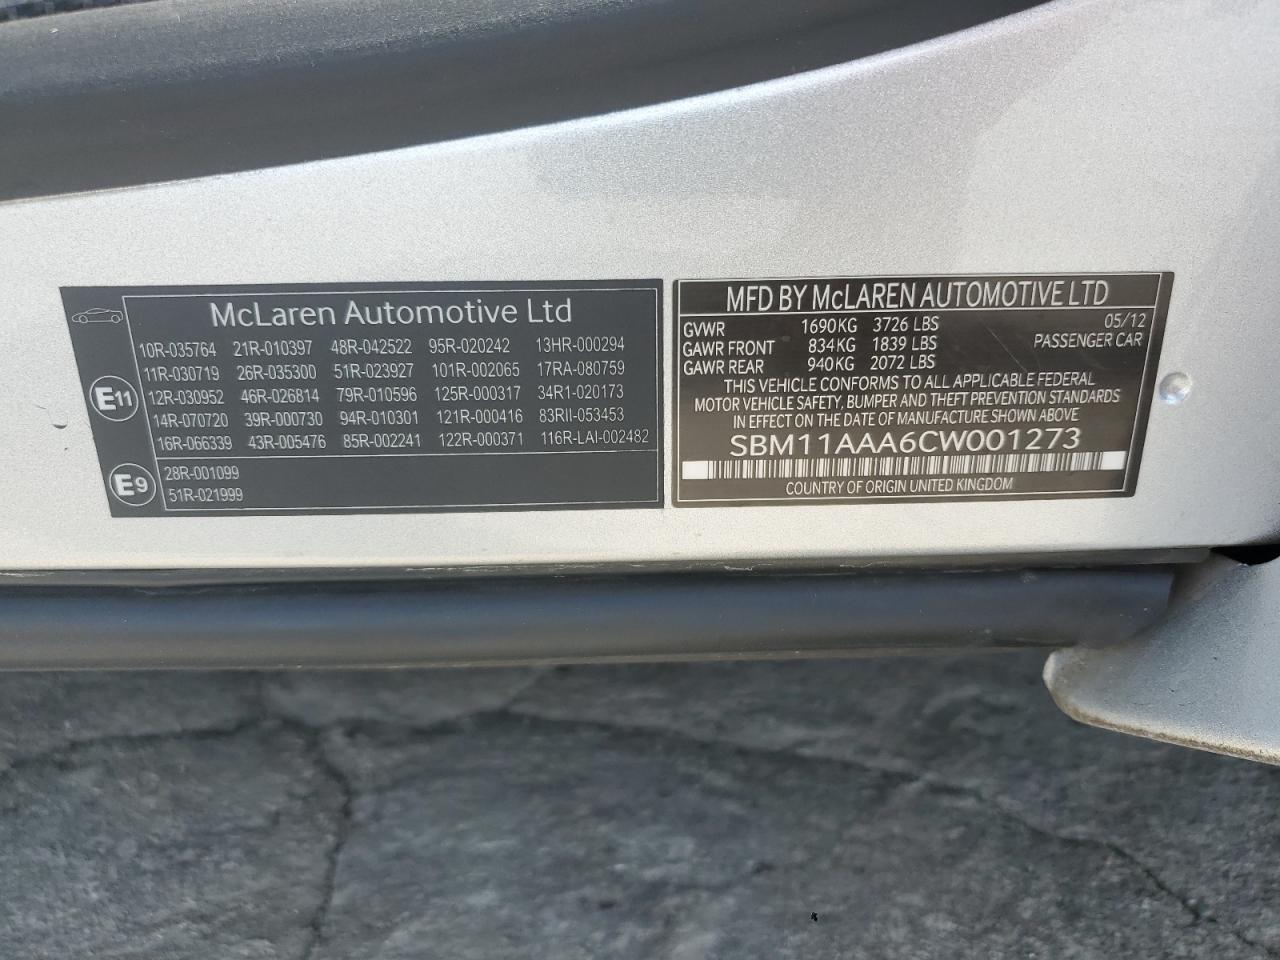 McLaren Automotive Ltd
10R-035764 21R-010397 48R-042522 95R-020242 13HR-000294
11R-030719 26R-035300 51R-023927 101R-002065 17RA-080759
E11
12R-030952 46R-026814 79R-010596 125R-000317 34R1-020173
14R-070720 39R-000730 94R-010301 121R-000416 83RII-053453
16R-066339 43R-005476 85R-002241 122R-000371 116R-LAI-002482
E9
28R-001099
51R-021999
MFD BY McLAREN AUTOMOTIVE LTD
05/12
GVWR 1690KG 3726 LBS
PASSENGER CAR
GAWR FRONT 834KG 1839 LBS
GAWR REAR 940KG 2072 LBS
THIS VEHICLE CONFORMS TO ALL APPLICABLE FEDERAL
MOTOR VEHICLE SAFETY, BUMPER AND THEFT PREVENTION STANDARDS
IN EFFECT ON THE DATE OF MANUFACTURE SHOWN ABOVE
SBM11AAA6CW001273
COUNTRY OF ORIGIN UNITED KINGDOM